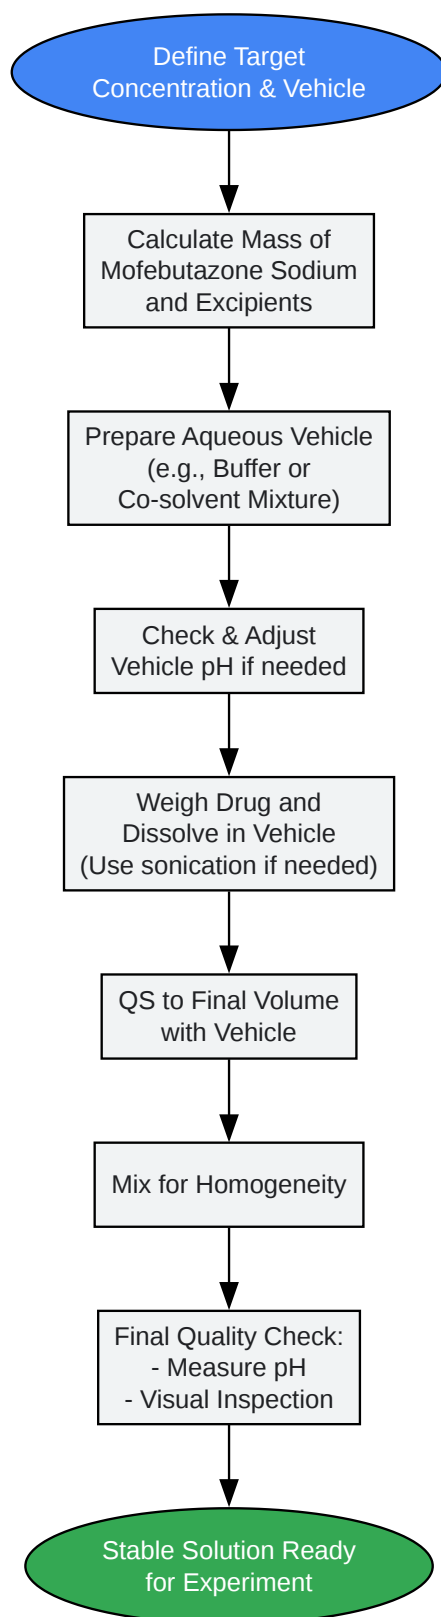 Define Target
Concentration & Vehicle
Calculate Mass of
Mofebutazone Sodium
and Excipients
Prepare Aqueous Vehicle
(e.g., Buffer or
Co-solvent Mixture)
Check & Adjust
Vehicle pH if needed
Weigh Drug and
Dissolve in Vehicle
(Use sonication if needed)
QS to Final Volume
with Vehicle
Mix for Homogeneity
Final Quality Check:
- Measure pH
- Visual Inspection
Stable Solution Ready
for Experiment